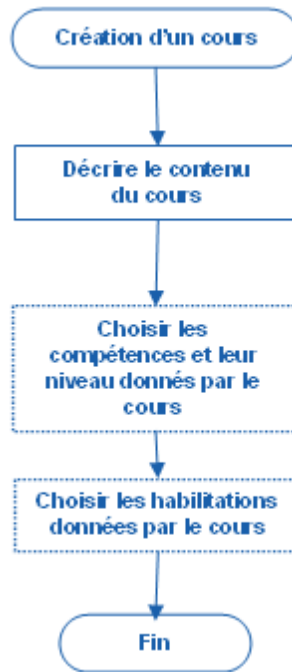 Création d'un cours
Décrire le contenu
du cours
Choisir les
compétences et leur
niveau donnés par le
cours
Choisir les habilitations
données par le cours
Fin